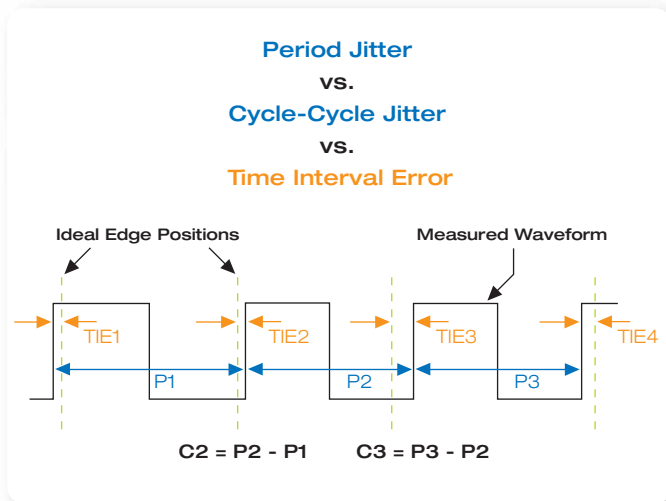 Period Jitter
vs.
Cycle-Cycle Jitter
vs.
Time Interval Error
Ideal Edge Positions
Measured Waveform
TIE1
TIE2
TIE3
TIE4
P1
P2
P3
C2 = P2 - P1
C3 = P3 - P2